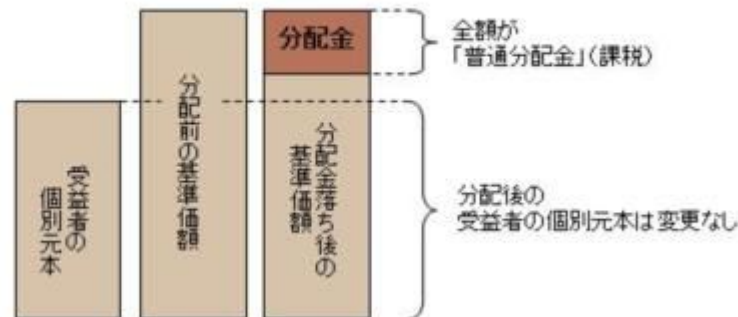 受益者の
個別元本
分配前の基準価額
分配金
分配金落ち後の
基準価額
全額が
「普通分配金」(課税)
分配後の
受益者の個別元本は変更なし